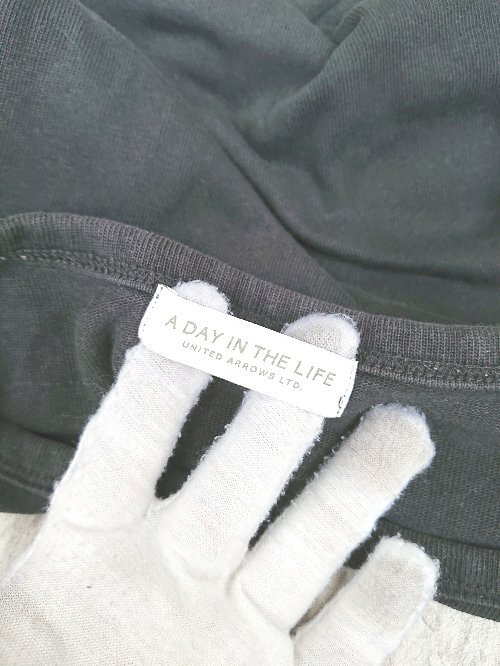 A DAY IN THE LIFE
UNITED ARROWS LTD.